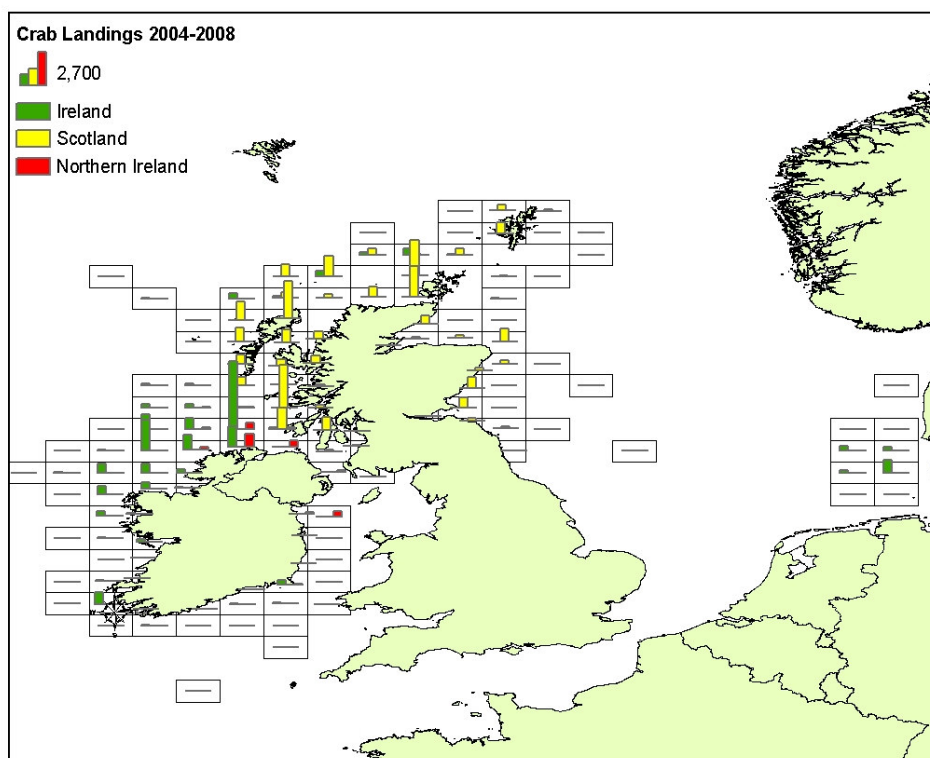 Crab Landings 2004-2008
2,700
Ireland
Scotland
Northern Ireland